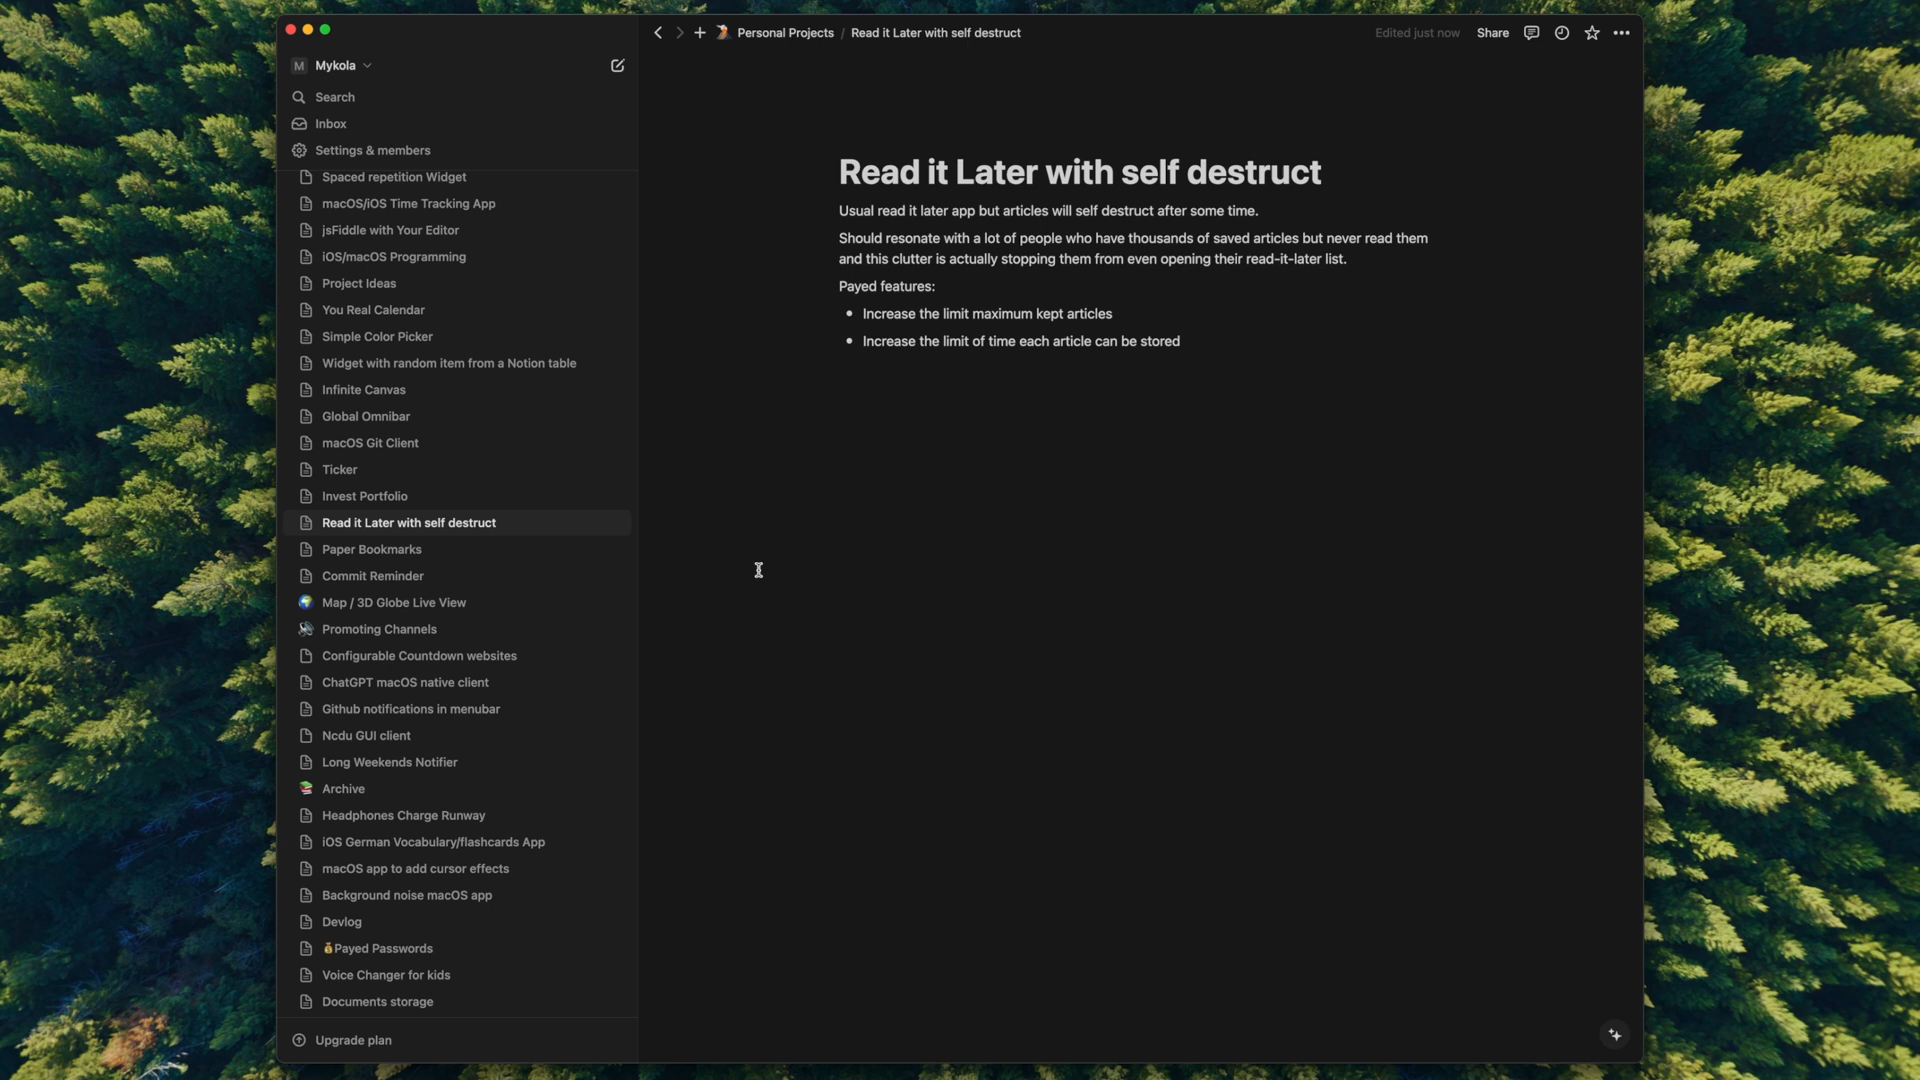 M Mykola
Search
Inbox
Settings & members
Spaced repetition Widget
macOS/iOS Time Tracking App
jsFiddle with Your Editor
iOS/macOS Programming
Project Ideas
You Real Calendar
Simple Color Picker
Widget with random item from a Notion table
Infinite Canvas
Global Omnibar
macOS Git Client
Ticker
Invest Portfolio
Read it Later with self destruct
Paper Bookmarks
Commit Reminder
Map / 3D Globe Live View
Promoting Channels
Configurable Countdown websites
ChatGPT macOS native client
Github notifications in menubar
Ncdu GUI client
Long Weekends Notifier
Archive
Headphones Charge Runway
iOS German Vocabulary/flashcards App
macOS app to add cursor effects
Background noise macOS app
Devlog
💰Payed Passwords
Voice Changer for kids
Documents storage
Upgrade plan
Personal Projects / Read it Later with self destruct
Edited just now Share
Read it Later with self destruct
Usual read it later app but articles will self destruct after some time.
Should resonate with a lot of people who have thousands of saved articles but never read them
and this clutter is actually stopping them from even opening their read-it-later list.
Payed features:
• Increase the limit maximum kept articles
• Increase the limit of time each article can be stored